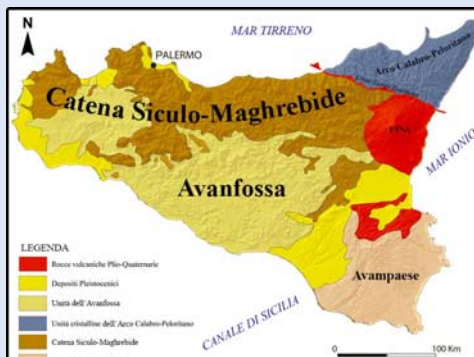 N
MAR TIRRENO
PALERMO
Arco Calabro-Peloritano
Catena Siculo-Maghrebide
ETNA
MAR IONIO
Avanfossa
Avampaese
CANALE DI SICILIA
LEGENDA
Rocce vulcaniche Plio-Quaternarie
Depositi Pleistocenici
Unità dell'Avanfossa
Unità cristalline dell'Arco Calabro-Peloritano
Catena Siculo-Maghrebide
0 100 Km